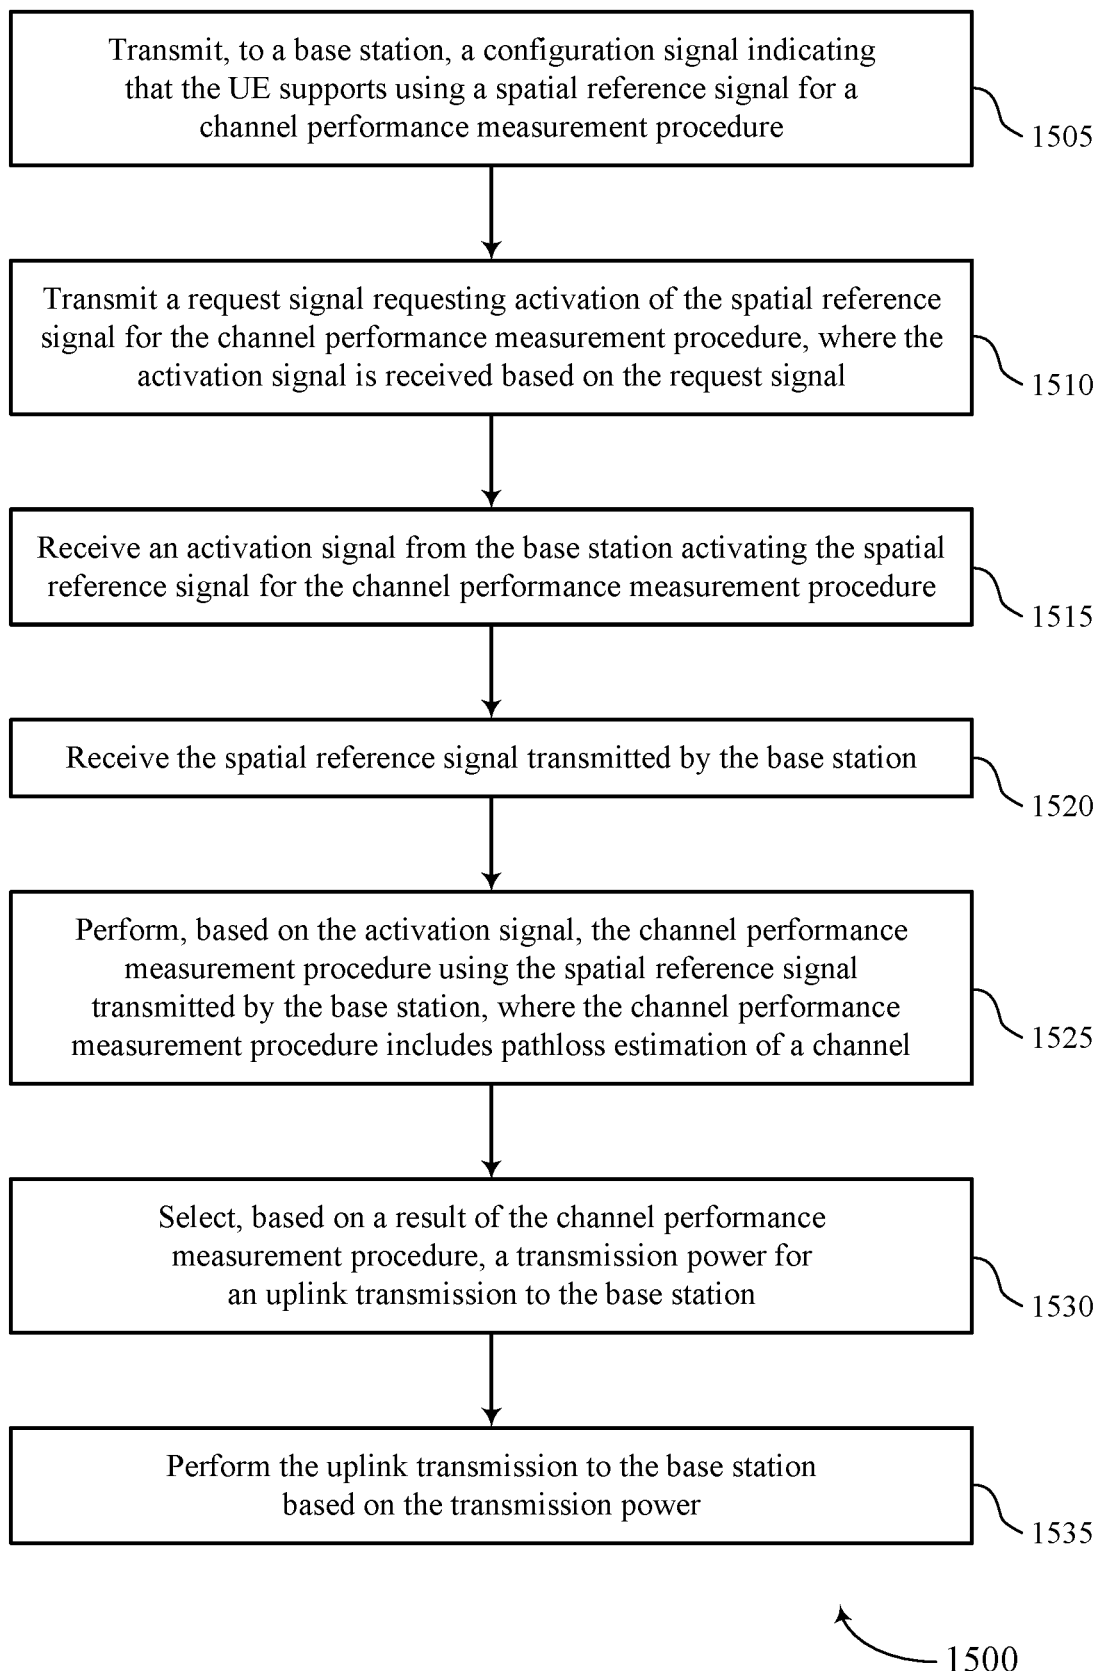 Transmit, to a base station, a configuration signal indicating
that the UE supports using a spatial reference signal for a
channel performance measurement procedure
1505
Transmit a request signal requesting activation of the spatial reference
signal for the channel performance measurement procedure, where the
activation signal is received based on the request signal
1510
Receive an activation signal from the base station activating the spatial
reference signal for the channel performance measurement procedure
1515
Receive the spatial reference signal transmitted by the base station
1520
Perform, based on the activation signal, the channel performance
measurement procedure using the spatial reference signal
transmitted by the base station, where the channel performance
measurement procedure includes pathloss estimation of a channel
1525
Select, based on a result of the channel performance
measurement procedure, a transmission power for
an uplink transmission to the base station
1530
Perform the uplink transmission to the base station
based on the transmission power
1535
1500